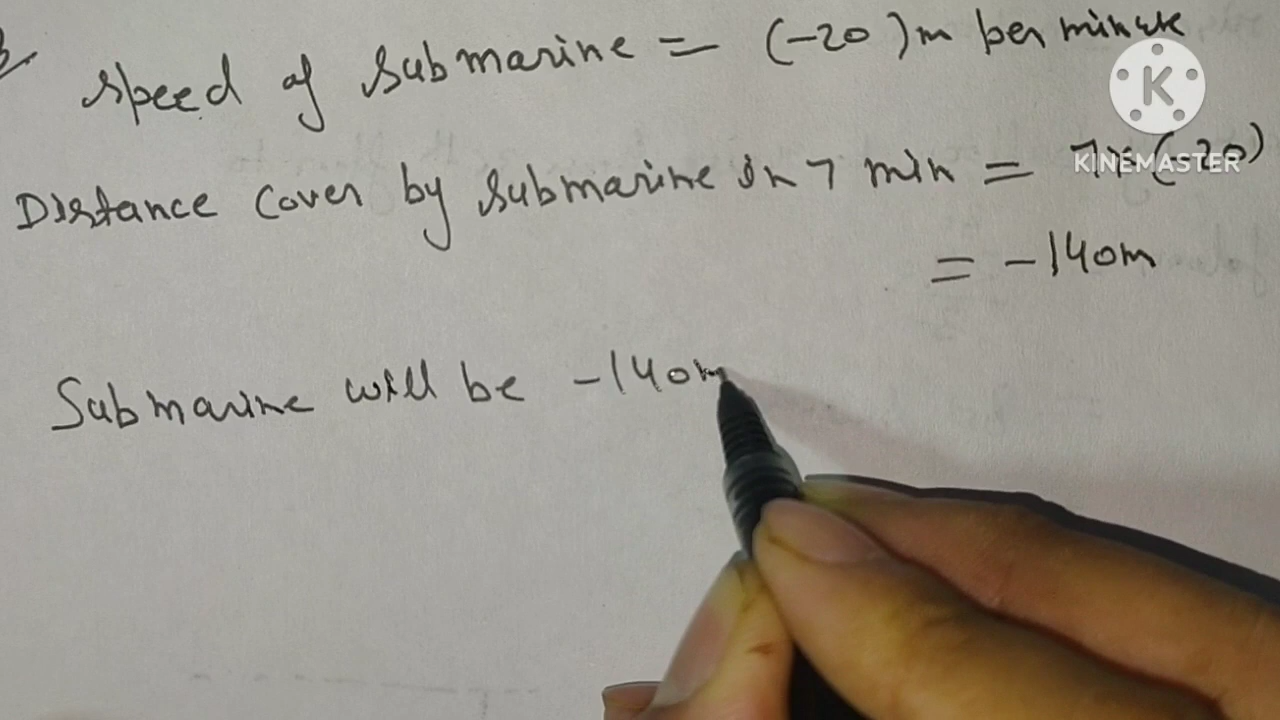 Speed of Submarine = (-20) m per minute
Distance cover by submarine in 7 min = 7×(-20)
= -140m
Submarine will be -140m
K
KINEMASTER